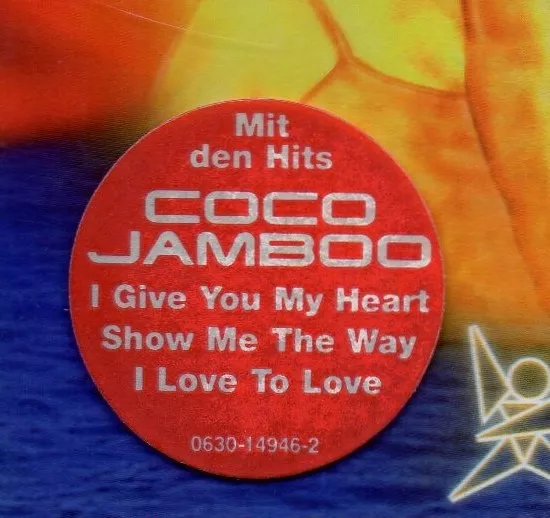 Mit
den Hits
COCO
JAMBOO
I Give You My Heart
Show Me The Way
I Love To Love
0630-14946-2